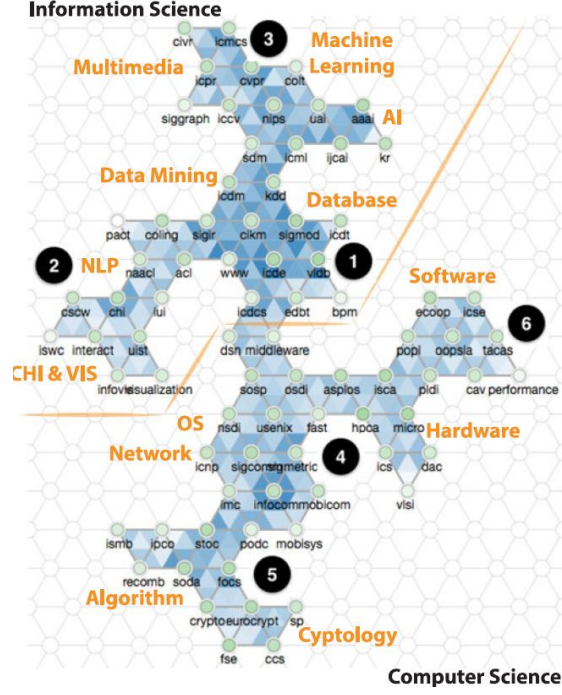 Information Science
civr icmcs 3 Machine
Multimedia icpr cvpr colt Learning
siggraph iccv nips uai aaai AI
sdm icml ijcai kr
Data Mining icdm kdd Database
pact coling sigir cikm sigmod icdt
2 NLP naacl acl www icde vldb 1
Software
cscw chi iui icdcs edbt bpm ecoop icse 6
iswc interact uist dsn middleware popl oopsla tacas
CHI & VIS infovis visualization sosp osdi asplos isca pldi cav performance
OS nsdi usenix fast hpca micro Hardware
Network icnp sigcomm sigmetric 4 ics dac
imc infocom mobicom vlsi
ismb ipco stoc podc mobisys
recomb soda focs 5
Algorithm crypto eurocrypt sp Cyptology
fse ccs
Computer Science